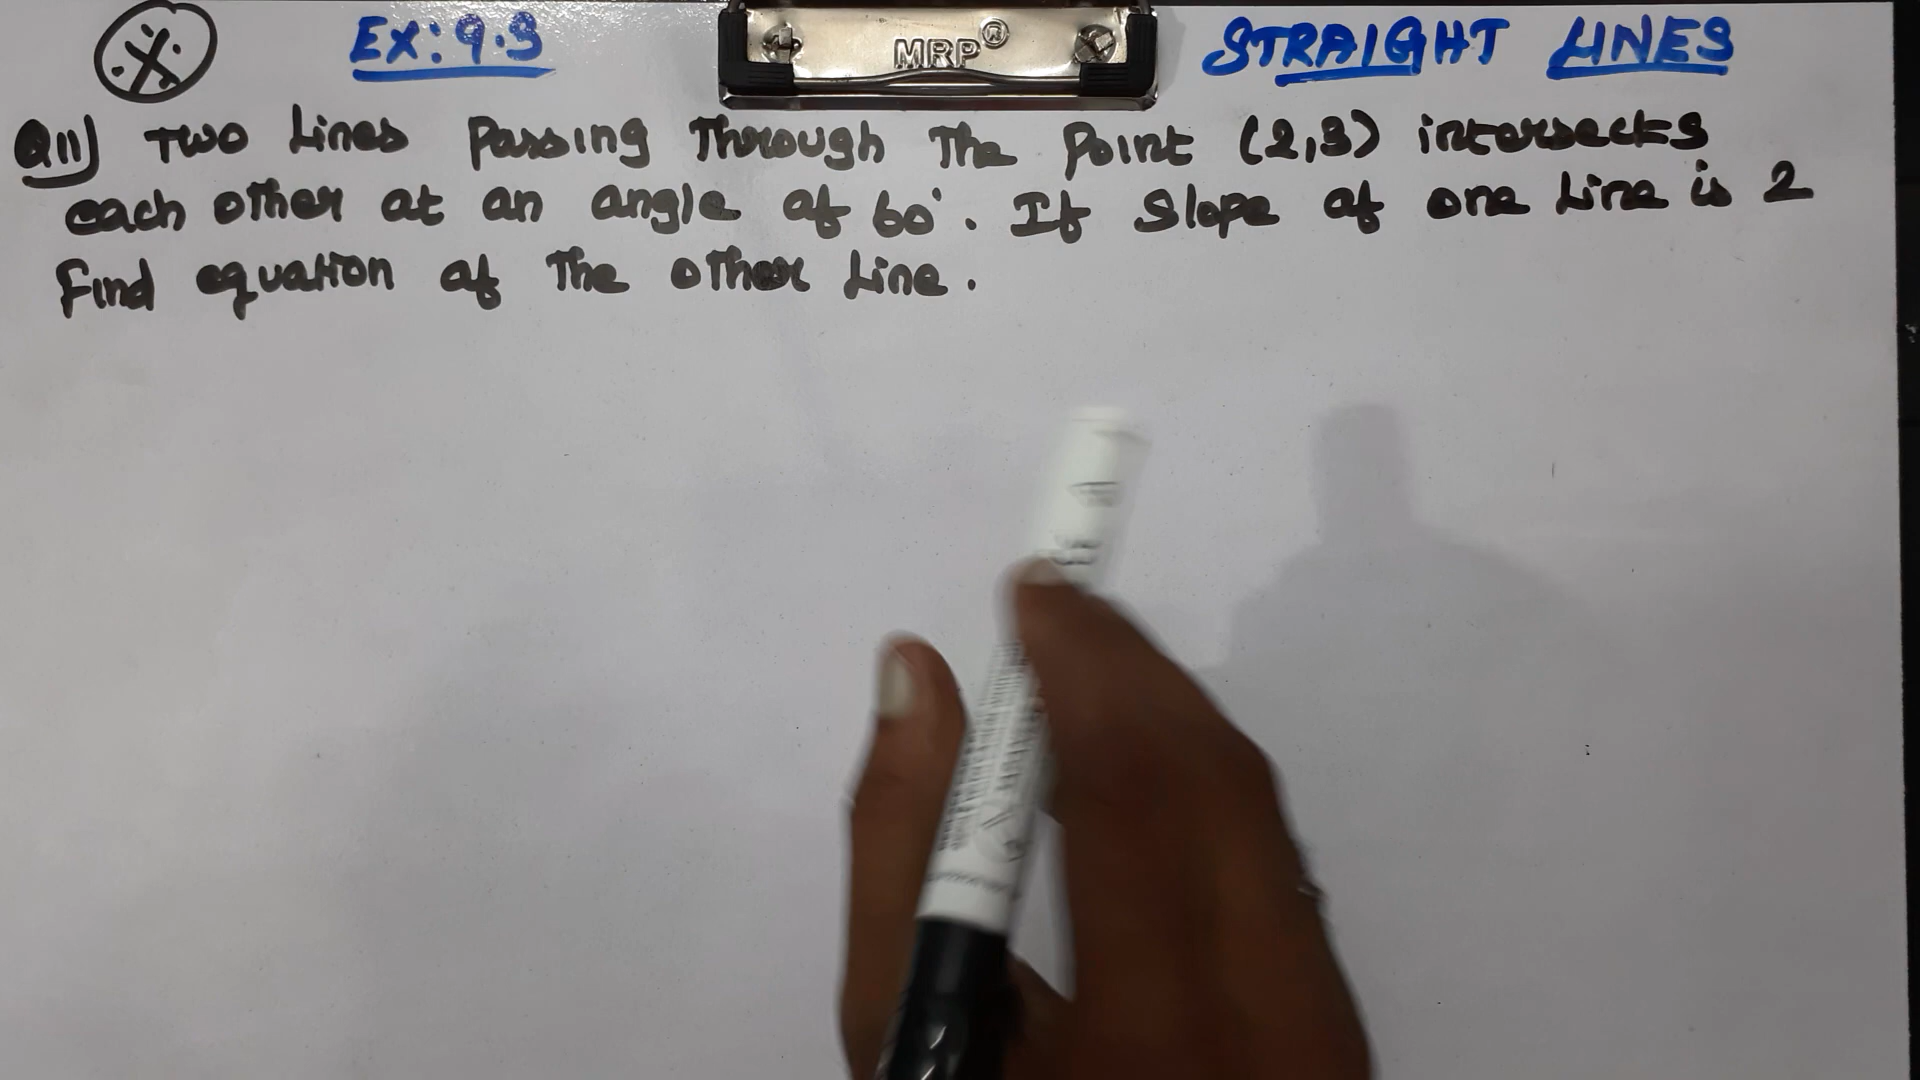 EX: 9.3
MRP®
STRAIGHT LINES
Q11) Two Lines Passing Through The Point (2,3) intersects
each other at an angle of 60°. If Slope of one Line is 2
Find equation of The other Line.